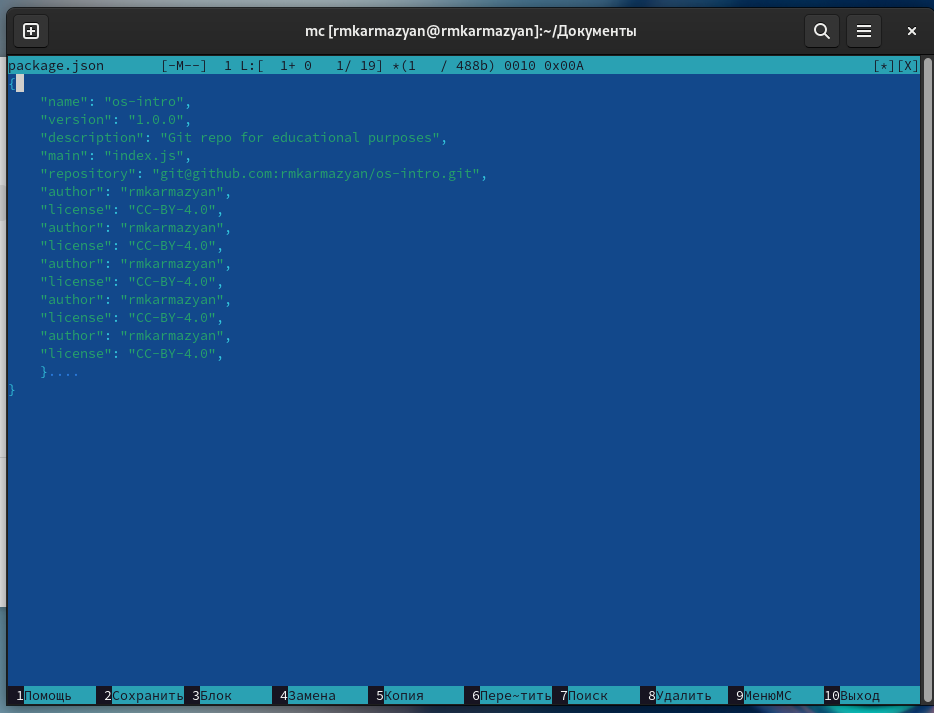 mc [rmkarmazyan@rmkarmazyan]:~/Документы
package.json [-M--] 1 L:[ 1+ 0 1/ 19] *(1 / 488b) 0010 0x00A [*][X]
{
"name": "os-intro",
"version": "1.0.0",
"description": "Git repo for educational purposes",
"main": "index.js",
"repository": "git@github.com:rmkarmazyan/os-intro.git",
"author": "rmkarmazyan",
"license": "CC-BY-4.0",
"author": "rmkarmazyan",
"license": "CC-BY-4.0",
"author": "rmkarmazyan",
"license": "CC-BY-4.0",
"author": "rmkarmazyan",
"license": "CC-BY-4.0",
"author": "rmkarmazyan",
"license": "CC-BY-4.0",
}....
}
1Помощь 2Сохранить 3Блок 4Замена 5Копия 6Пере~тить 7Поиск 8Удалить 9МенюMC 10Выход